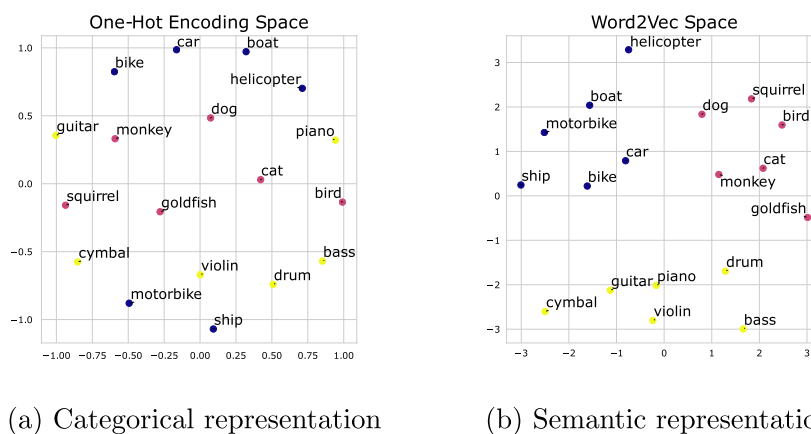 One-Hot Encoding Space
car
boat
bike
helicopter
dog
guitar
monkey
piano
cat
squirrel
goldfish
bird
cymbal
violin
drum
bass
motorbike
ship
1.0
0.5
0.0
−0.5
−1.0
−1.00 −0.75 −0.50 −0.25 0.00 0.25 0.50 0.75 1.00
(a) Categorical representation
Word2Vec Space
helicopter
squirrel
boat
dog
bird
motorbike
car
cat
ship
bike
monkey
goldfish
drum
guitar
piano
cymbal
violin
bass
3
2
1
0
−1
−2
−3
−3 −2 −1 0 1 2 3
(b) Semantic representatio